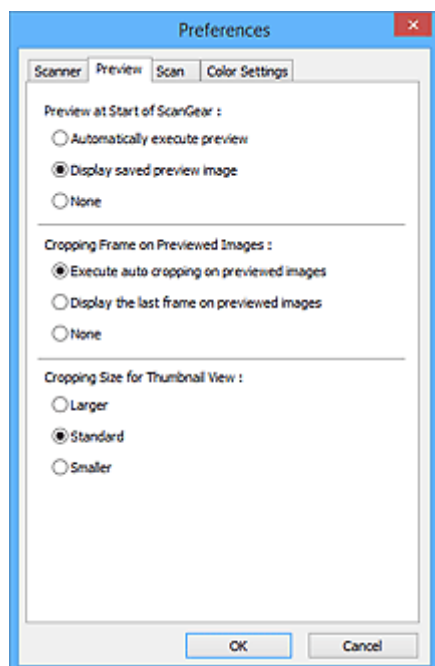 Preferences
Scanner Preview Scan Color Settings
Preview at Start of ScanGear :
Automatically execute preview
Display saved preview image
None
Cropping Frame on Previewed Images :
Execute auto cropping on previewed images
Display the last frame on previewed images
None
Cropping Size for Thumbnail View :
Larger
Standard
Smaller
OK Cancel